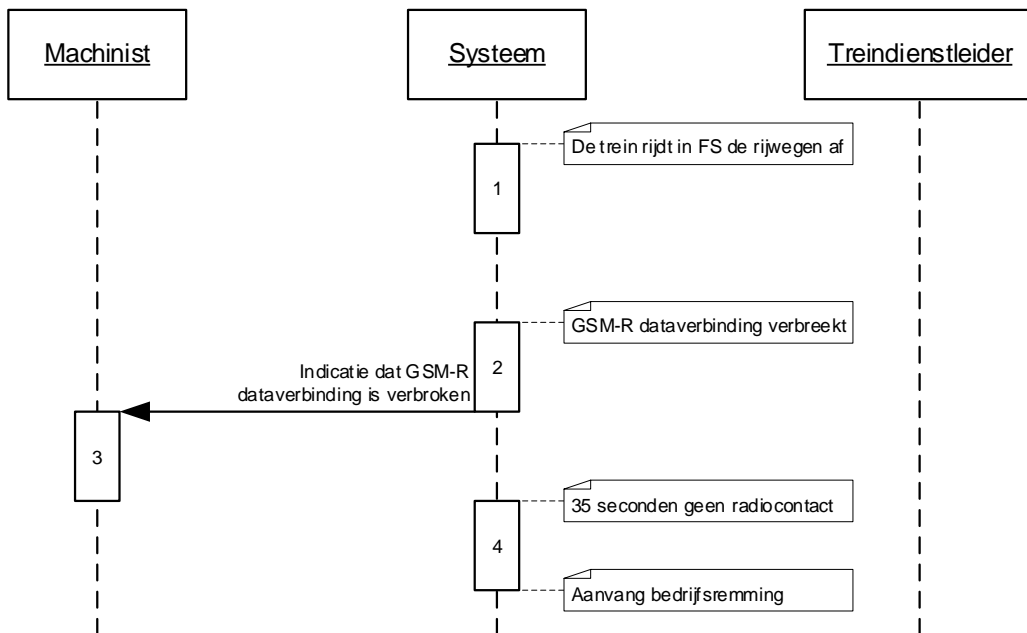 Machinist
Systeem
Treindienstleider
De trein rijdt in FS de rijwegen af
1
GSM-R dataverbinding verbreekt
2
Indicatie dat GSM-R
dataverbinding is verbroken
3
35 seconden geen radiocontact
4
Aanvang bedrijfsremming